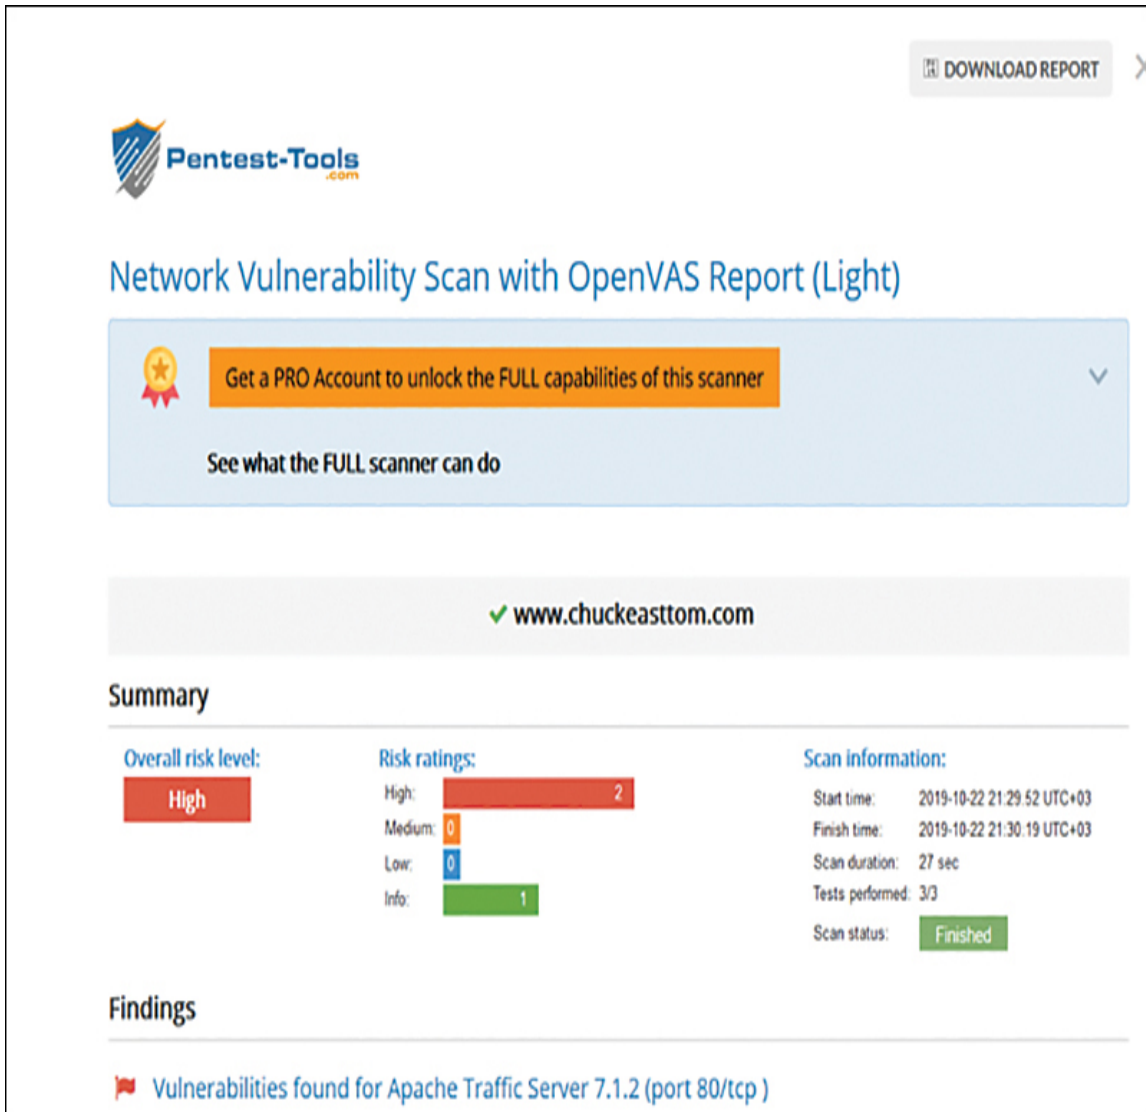 DOWNLOAD REPORT
Pentest-Tools
.com
Network Vulnerability Scan with OpenVAS Report (Light)
Get a PRO Account to unlock the FULL capabilities of this scanner
See what the FULL scanner can do
www.chuckeasttom.com
Summary
Overall risk level:
High
Risk ratings:
High: 2
Medium: 0
Low: 0
Info: 1
Scan information:
Start time: 2019-10-22 21:29.52 UTC+03
Finish time: 2019-10-22 21:30.19 UTC+03
Scan duration: 27 sec
Tests performed: 3/3
Scan status: Finished
Findings
Vulnerabilities found for Apache Traffic Server 7.1.2 (port 80/tcp )